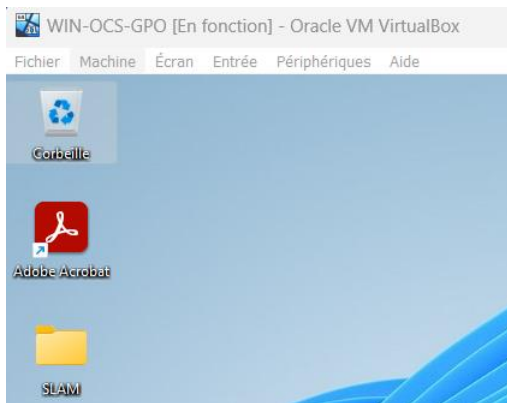 WIN-OCS-GPO [En fonction] - Oracle VM VirtualBox
Fichier Machine Écran Entrée Périphériques Aide
Corbeille
Adobe Acrobat
SLAM